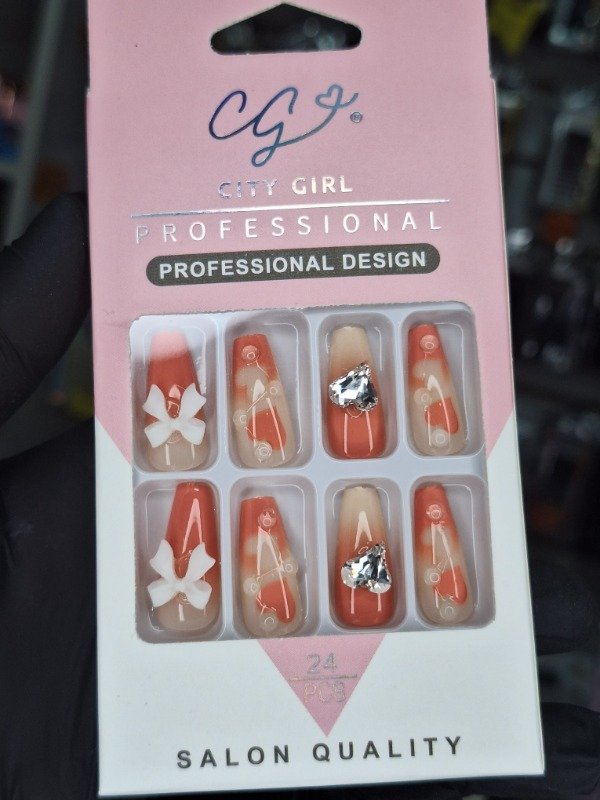 CG®
CITY GIRL
PROFESSIONAL
PROFESSIONAL DESIGN
24
PCS
SALON QUALITY